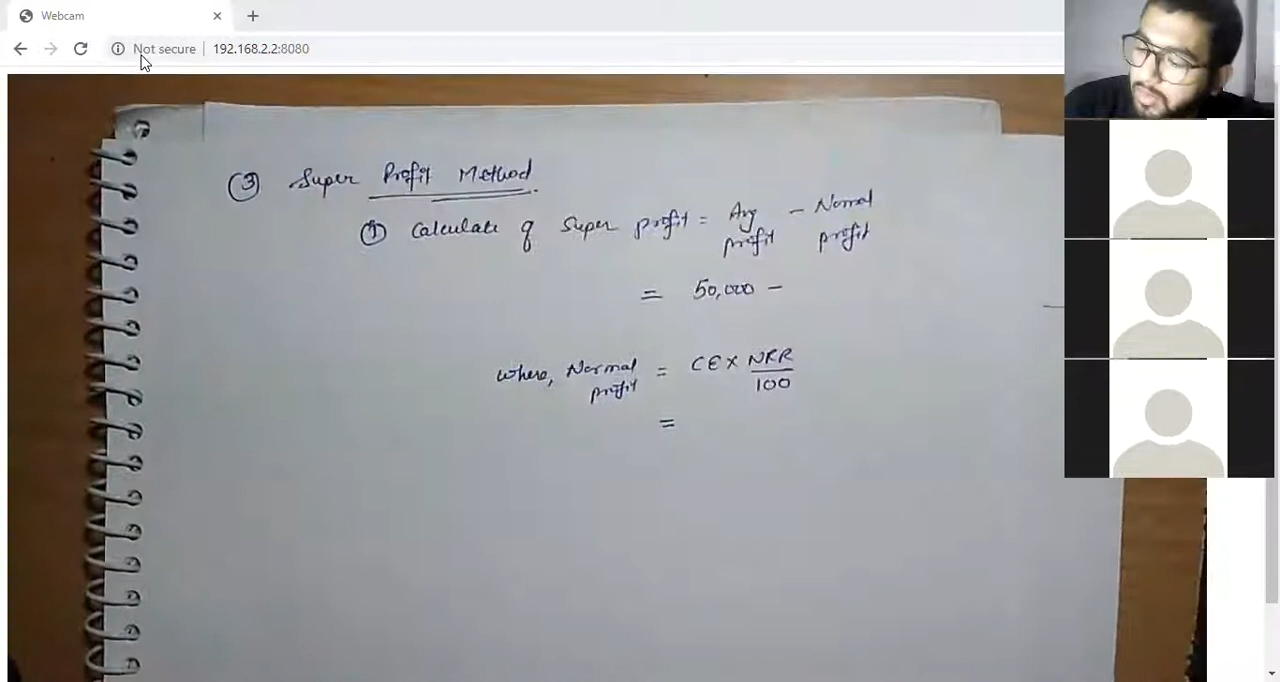 Webcam
Not secure | 192.168.2.2:8080
(3) Super Profit Method
(1) Calculate of Super profit = Avg profit - Normal profit
= 50,000 -
where, Normal profit = CE X NRR / 100
=